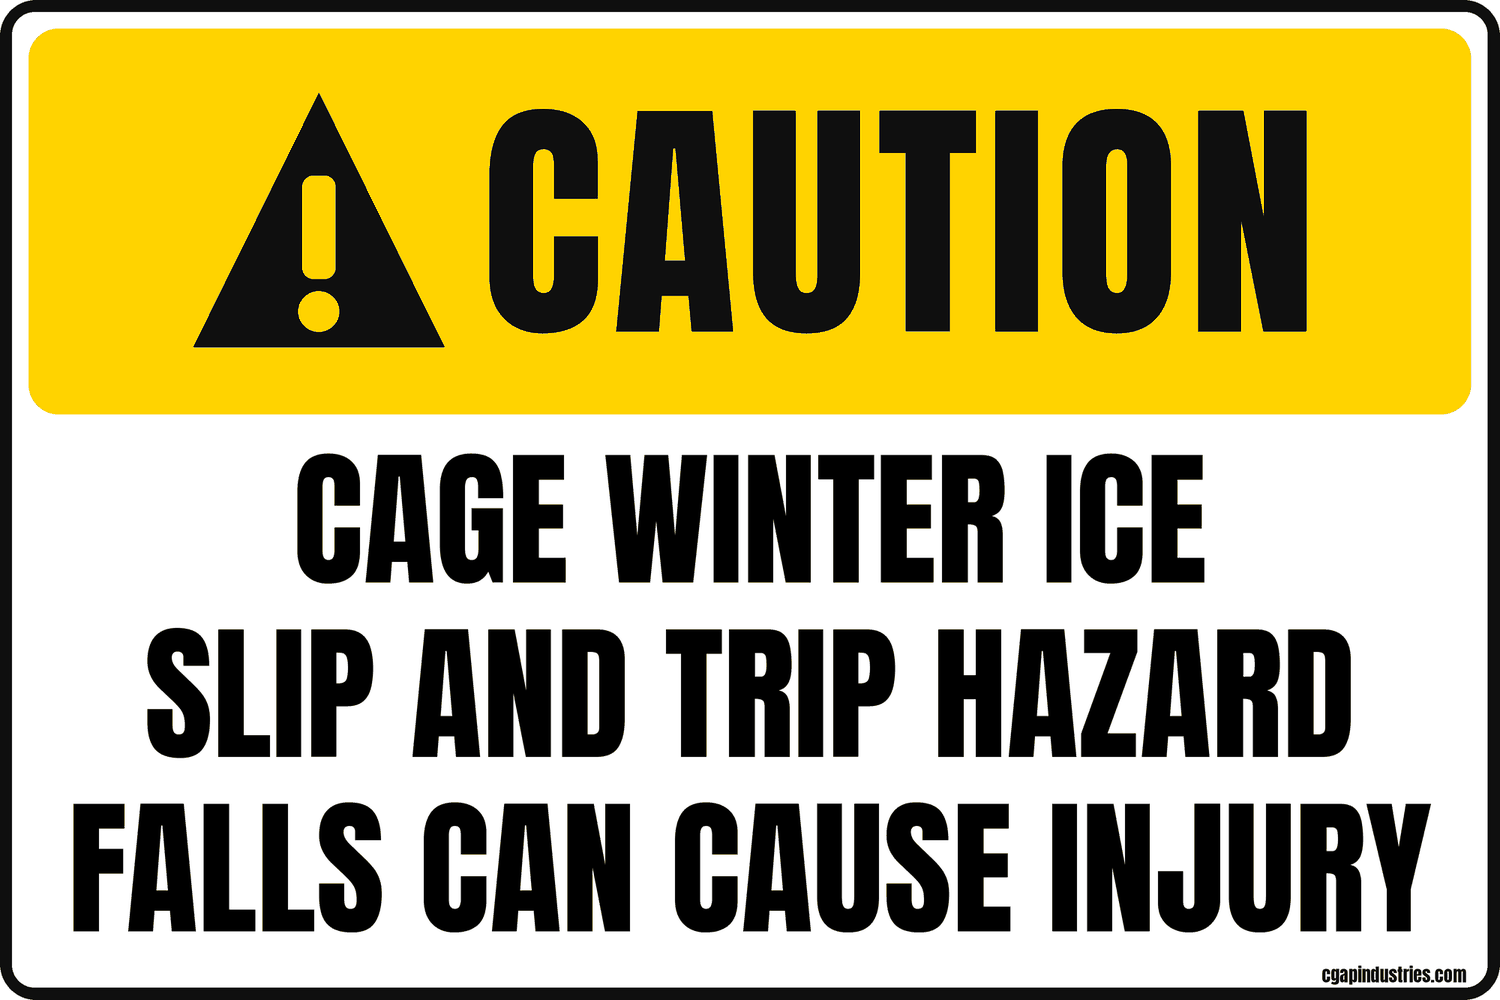 CAUTION
CAGE WINTER ICE
SLIP AND TRIP HAZARD
FALLS CAN CAUSE INJURY
cgapindustries.com